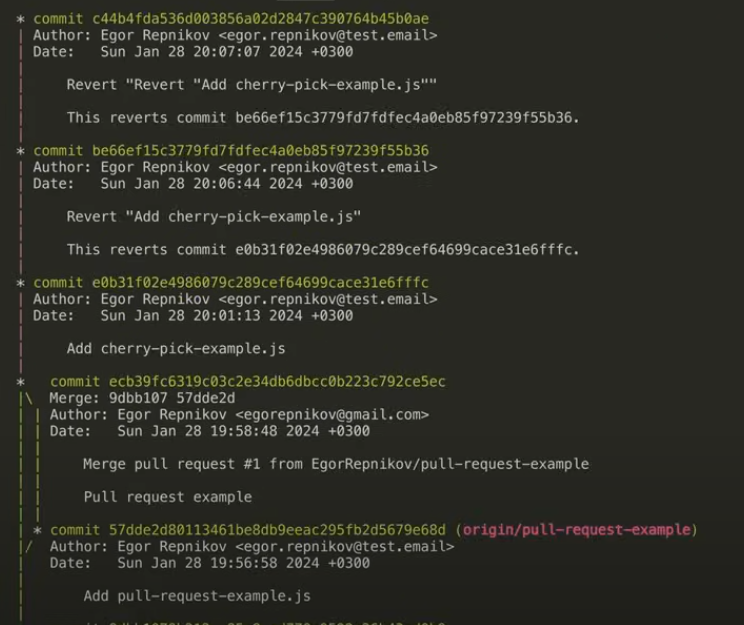 * commit c44b4fda536d003856a02d2847c390764b45b0ae
| Author: Egor Repnikov <egor.repnikov@test.email>
| Date:   Sun Jan 28 20:07:07 2024 +0300
|
|     Revert "Revert "Add cherry-pick-example.js""
|
|     This reverts commit be66ef15c3779fd7fdfec4a0eb85f97239f55b36.
|
* commit be66ef15c3779fd7fdfec4a0eb85f97239f55b36
| Author: Egor Repnikov <egor.repnikov@test.email>
| Date:   Sun Jan 28 20:06:44 2024 +0300
|
|     Revert "Add cherry-pick-example.js"
|
|     This reverts commit e0b31f02e4986079c289cef64699cace31e6fffc.
|
* commit e0b31f02e4986079c289cef64699cace31e6fffc
| Author: Egor Repnikov <egor.repnikov@test.email>
| Date:   Sun Jan 28 20:01:13 2024 +0300
|
|     Add cherry-pick-example.js
|
*   commit ecb39fc6319c03c2e34db6dbcc0b223c792ce5ec
|\  Merge: 9dbb107 57dde2d
| | Author: Egor Repnikov <egorepnikov@gmail.com>
| | Date:   Sun Jan 28 19:58:48 2024 +0300
| |
| |     Merge pull request #1 from EgorRepnikov/pull-request-example
| |
| |     Pull request example
| |
| * commit 57dde2d80113461be8db9eeac295fb2d5679e68d (origin/pull-request-example)
|/  Author: Egor Repnikov <egor.repnikov@test.email>
|   Date:   Sun Jan 28 19:56:58 2024 +0300
|
|       Add pull-request-example.js
|